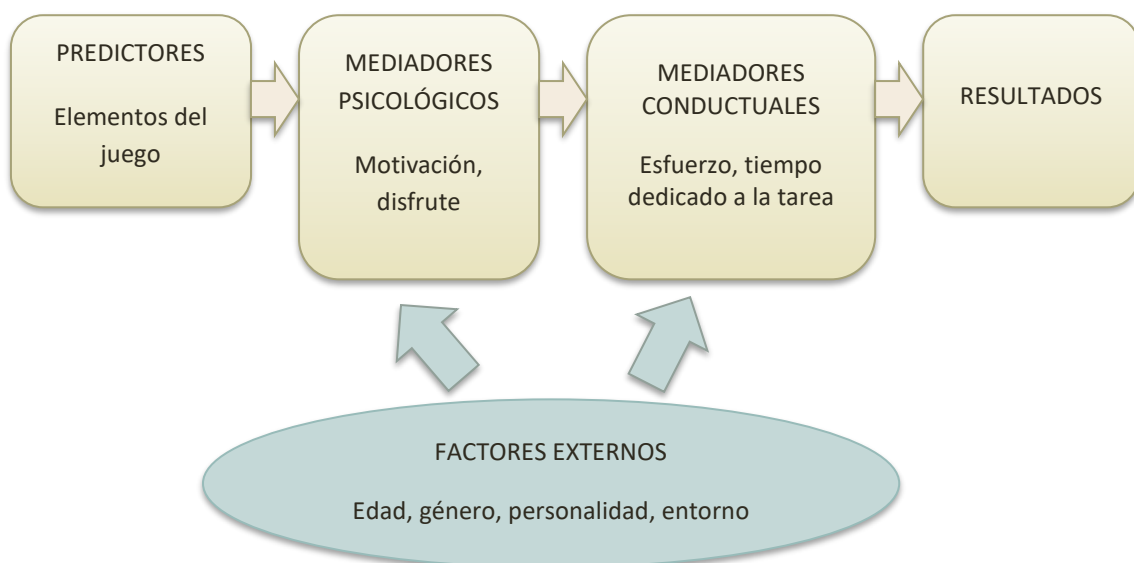 PREDICTORES
Elementos del
juego
MEDIADORES
PSICOLÓGICOS
Motivación,
disfrute
MEDIADORES
CONDUCTUALES
Esfuerzo, tiempo
dedicado a la tarea
RESULTADOS
FACTORES EXTERNOS
Edad, género, personalidad, entorno